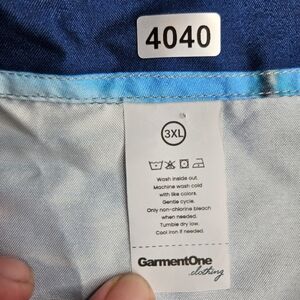 4040
3XL
Wash inside out.
Machine wash cold
with like colors.
Gentle cycle.
Only non-chlorine bleach
when needed.
Tumble dry low.
Cool iron if needed.
GarmentOne
clothing